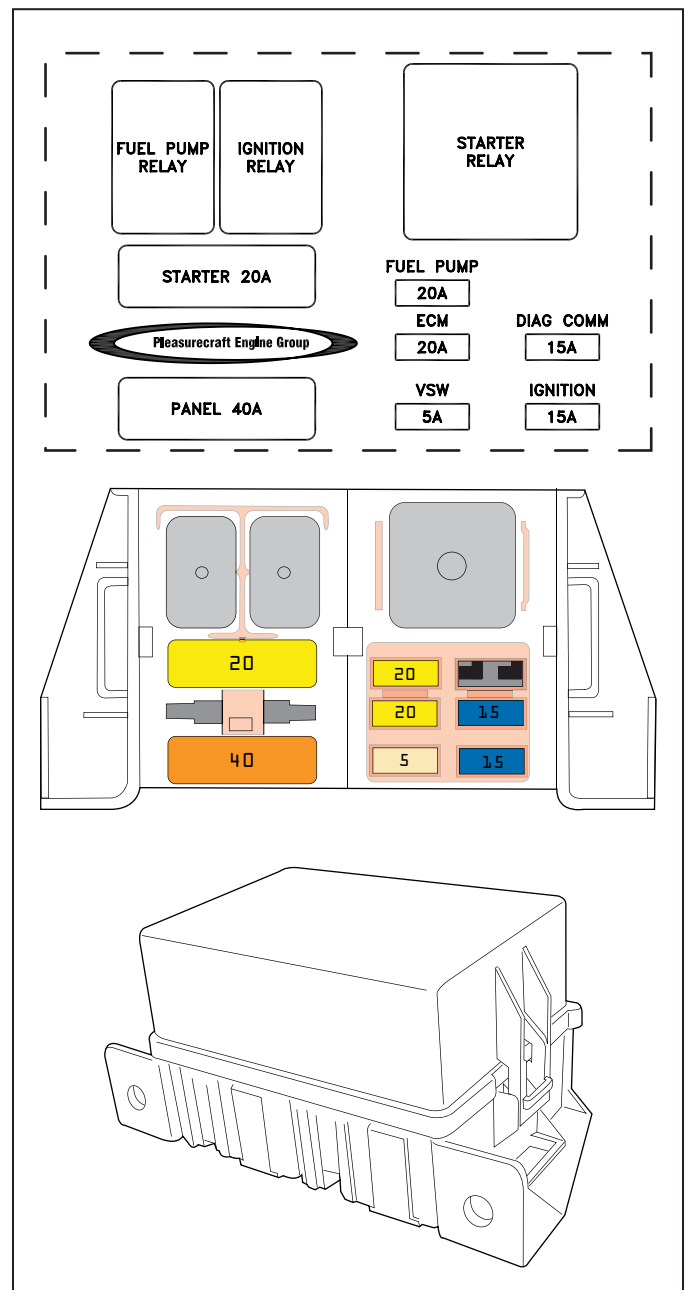 FUEL PUMP
RELAY
IGNITION
RELAY
STARTER
RELAY
STARTER 20A
FUEL PUMP
20A
ECM
20A
DIAG COMM
15A
Pleasurecraft Engine Group
PANEL 40A
VSW
5A
IGNITION
15A
20
20
20
15
40
5
15